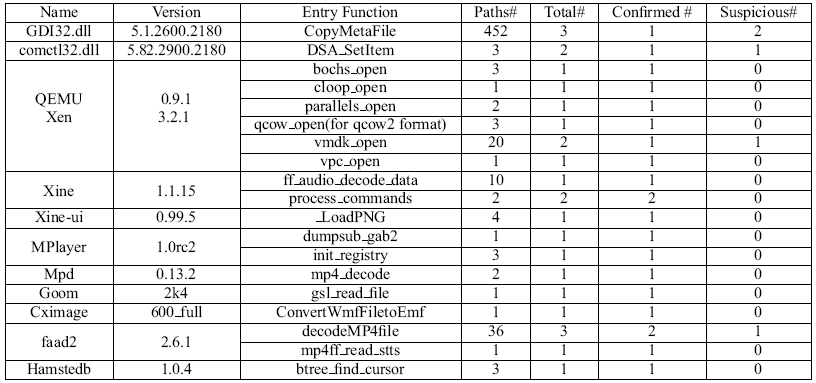 Name Version Entry Function Paths# Total# Confirmed # Suspicious#
GDI32.dll 5.1.2600.2180 CopyMetaFile 452 3 1 2
comctl32.dll 5.82.2900.2180 DSA_SetItem 3 2 1 1
QEMU Xen 0.9.1 3.2.1 bochs_open 3 1 1 0
cloop_open 1 1 1 0
parallels_open 2 1 1 0
qcow_open(for qcow2 format) 3 1 1 0
vmdk_open 20 2 1 1
vpc_open 1 1 1 0
Xine 1.1.15 ff_audio_decode_data 10 1 1 0
process_commands 2 2 2 0
Xine-ui 0.99.5 _LoadPNG 4 1 1 0
MPlayer 1.0rc2 dumpsub_gab2 1 1 1 0
init_registry 3 1 1 0
Mpd 0.13.2 mp4_decode 2 1 1 0
Goom 2k4 gsl_read_file 1 1 1 0
Cximage 600_full ConvertWmfFiletoEmf 1 1 1 0
faad2 2.6.1 decodeMP4file 36 3 2 1
mp4ff_read_stts 1 1 1 0
Hamstedb 1.0.4 btree_find_cursor 3 1 1 0